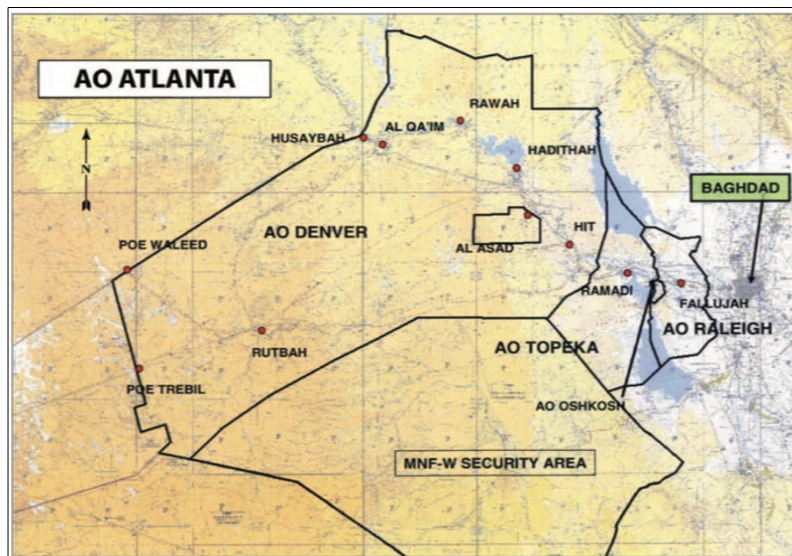 AO ATLANTA
N
HUSAYBAH
AL QA'IM
RAWAH
HADITHAH
BAGHDAD
POE WALEED
AO DENVER
AL ASAD
HIT
RAMADI
FALLUJAH
RUTBAH
AO TOPEKA
AO RALEIGH
POE TREBIL
AO OSHKOSH
MNF-W SECURITY AREA